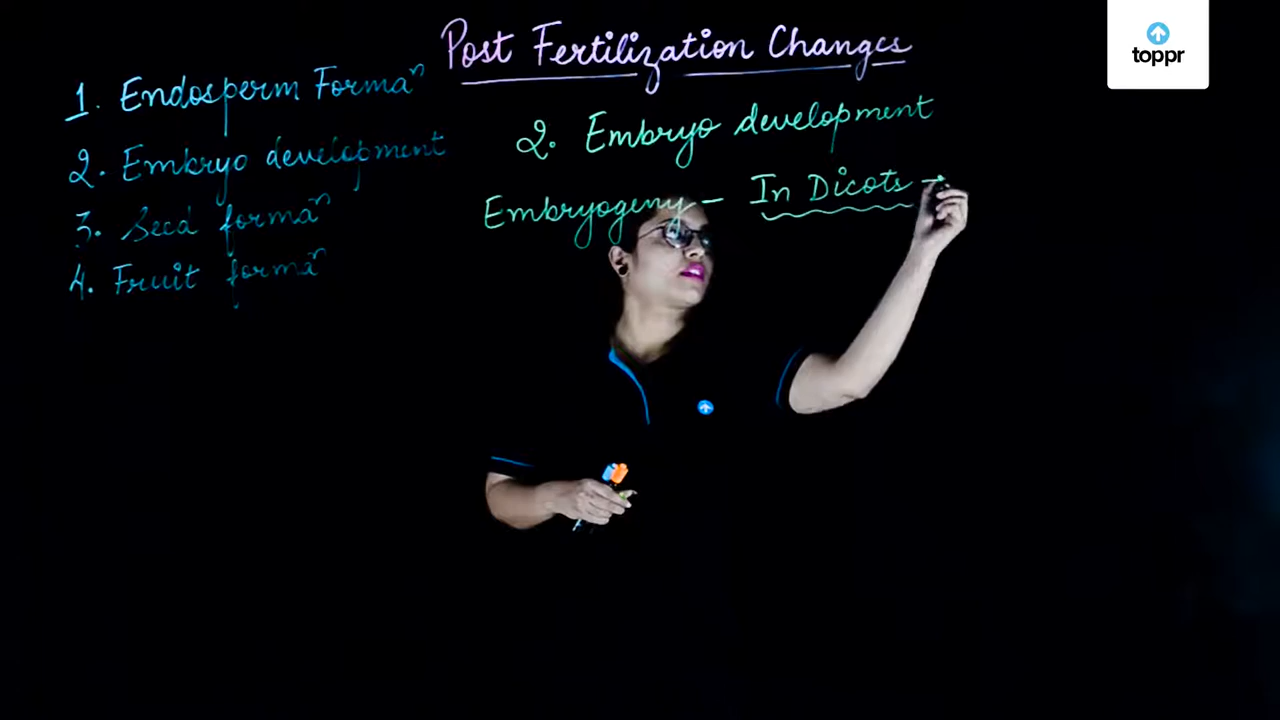 Post Fertilization Changes
toppr
1. Endosperm Formaⁿ
2. Embryo development
3. Seed formaⁿ
4. Fruit formaⁿ
2. Embryo development
Embryogeny – In Dicots –